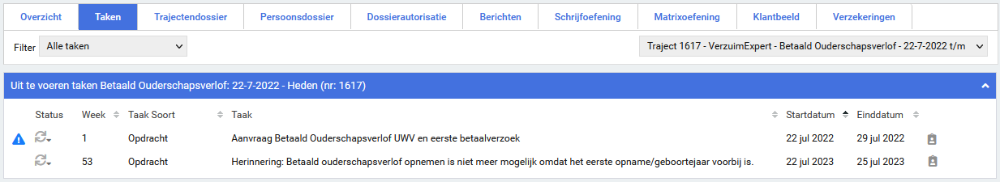 Overzicht Taken Trajectendossier Persoonsdossier Dossierautorisatie Berichten Schrijfoefening Matrixoefening Klantbeeld Verzekeringen
Filter Alle taken Traject 1617 - VerzuimExpert - Betaald Ouderschapsverlof - 22-7-2022 t/m
Uit te voeren taken Betaald Ouderschapsverlof: 22-7-2022 - Heden (nr: 1617)
Status Week Taak Soort Taak Startdatum Einddatum
1 Opdracht Aanvraag Betaald Ouderschapsverlof UWV en eerste betaalverzoek 22 jul 2022 29 jul 2022
53 Opdracht Herinnering: Betaald ouderschapsverlof opnemen is niet meer mogelijk omdat het eerste opname/geboortejaar voorbij is. 22 jul 2023 25 jul 2023